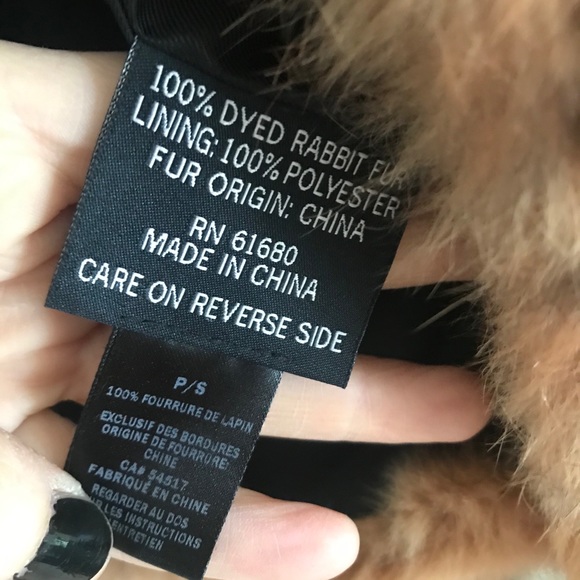 100% DYED RABBIT FUR
LINING: 100% POLYESTER
FUR ORIGIN: CHINA
RN 61680
MADE IN CHINA
CARE ON REVERSE SIDE
P/S
100% FOURRURE DE LAPIN
EXCLUSIF DES BORDURES
ORIGINE DE FOURRURE:
CHINE
CA# 54517
FABRIQUÉ EN CHINE
REGARDER AU DOS
LES INSTRUCTIONS